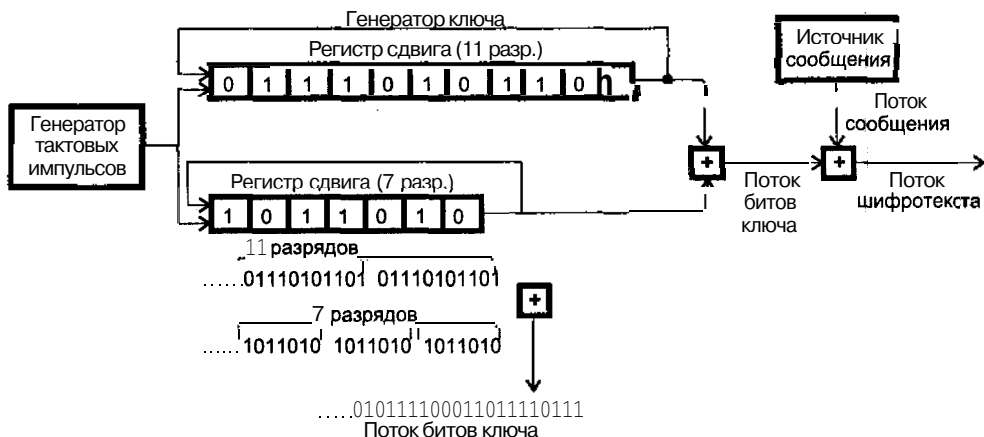 Генератор ключа
Регистр сдвига (11 разр.)
0 1 1 1 0 1 0 1 1 0
Источник
сообщения
Генератор
тактовых
импульсов
Поток
сообщения
+
+
Регистр сдвига (7 разр.)
1 0 1 1 0 1 0
Поток
битов
ключа
Поток
шифротекста
11 разрядов
......01110101101 01110101101
+
7 разрядов
...... 1011010 1011010 1011010
.....010111100011011110111
Поток битов ключа